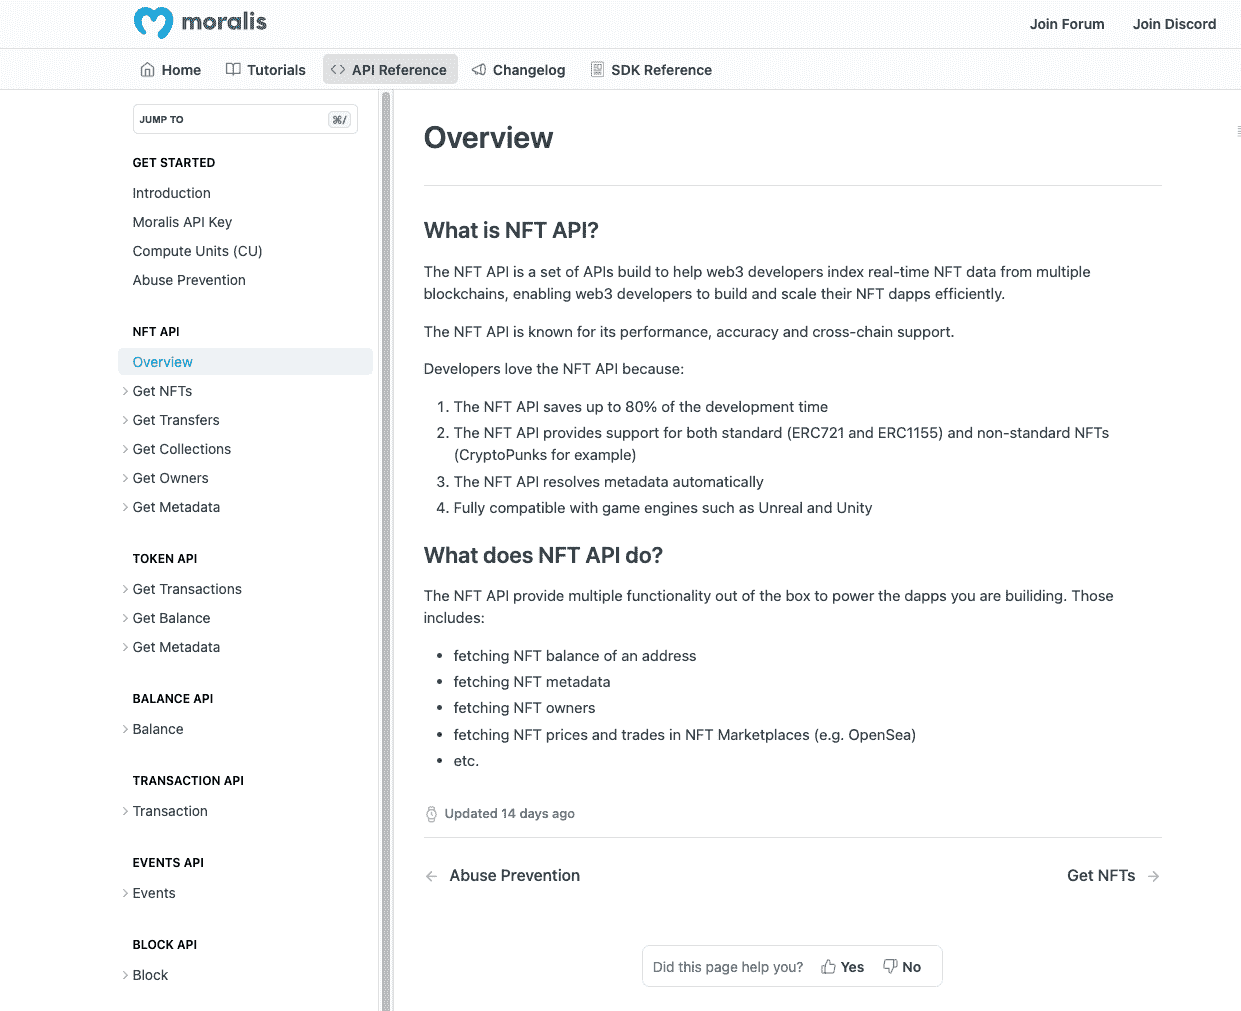 moralis
Join Forum
Join Discord
Home
Tutorials
API Reference
Changelog
SDK Reference
JUMP TO
⌘/
GET STARTED
Introduction
Moralis API Key
Compute Units (CU)
Abuse Prevention
NFT API
Overview
Get NFTs
Get Transfers
Get Collections
Get Owners
Get Metadata
TOKEN API
Get Transactions
Get Balance
Get Metadata
BALANCE API
Balance
TRANSACTION API
Transaction
EVENTS API
Events
BLOCK API
Block
Overview
What is NFT API?
The NFT API is a set of APIs build to help web3 developers index real-time NFT data from multiple
blockchains, enabling web3 developers to build and scale their NFT dapps efficiently.
The NFT API is known for its performance, accuracy and cross-chain support.
Developers love the NFT API because:
1. The NFT API saves up to 80% of the development time
2. The NFT API provides support for both standard (ERC721 and ERC1155) and non-standard NFTs
(CryptoPunks for example)
3. The NFT API resolves metadata automatically
4. Fully compatible with game engines such as Unreal and Unity
What does NFT API do?
The NFT API provide multiple functionality out of the box to power the dapps you are builiding. Those
includes:
• fetching NFT balance of an address
• fetching NFT metadata
• fetching NFT owners
• fetching NFT prices and trades in NFT Marketplaces (e.g. OpenSea)
• etc.
Updated 14 days ago
← Abuse Prevention
Get NFTs →
Did this page help you?
Yes
No